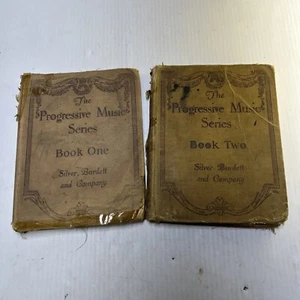 The
Progressive Music
Series
Book One
Silver, Burdett
and Company
The
Progressive Music
Series
Book Two
Silver, Burdett
and Company